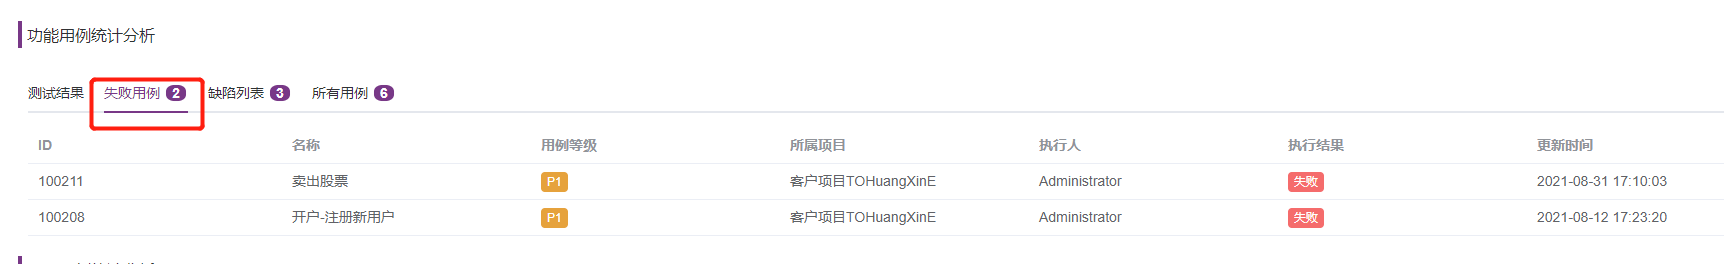 功能用例统计分析
测试结果 失败用例 2 缺陷列表 3 所有用例 6
ID 名称 用例等级 所属项目 执行人 执行结果 更新时间
100211 卖出股票 P1 客户项目TOHuangXinE Administrator 失败 2021-08-31 17:10:03
100208 开户-注册新用户 P1 客户项目TOHuangXinE Administrator 失败 2021-08-12 17:23:20